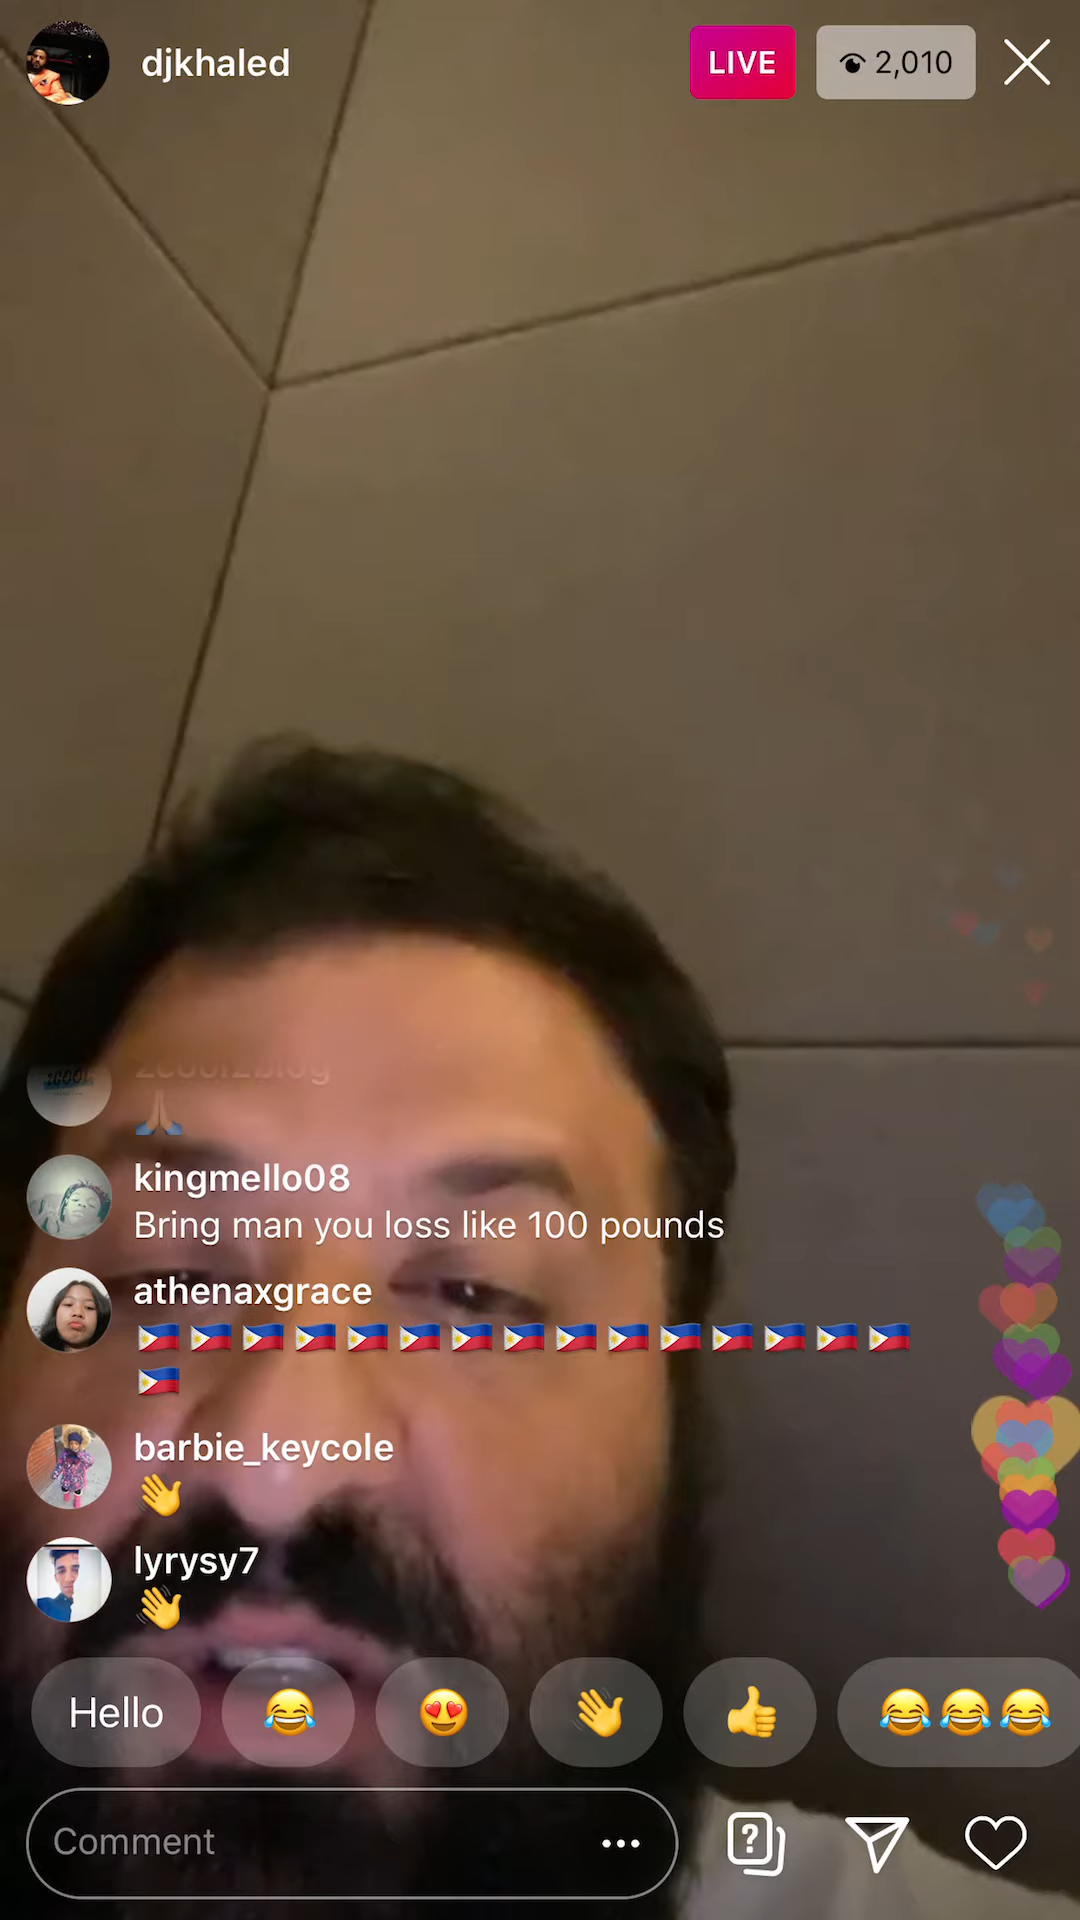 djkhaled
LIVE
2,010
kingmello08
Bring man you loss like 100 pounds
athenaxgrace
🇵🇭🇵🇭🇵🇭🇵🇭🇵🇭🇵🇭🇵🇭🇵🇭🇵🇭🇵🇭🇵🇭🇵🇭🇵🇭🇵🇭🇵🇭
🇵🇭
barbie_keycole
👋
lyrysy7
👋
Hello 😂 😍 👋 👍 😂😂😂
Comment